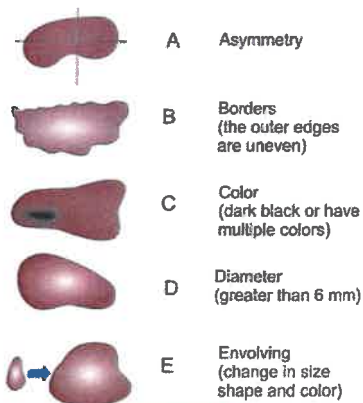 A Asymmetry
B Borders
(the outer edges
are uneven)
C Color
(dark black or have
multiple colors)
D Diameter
(greater than 6 mm)
E Envolving
(change in size
shape and color)